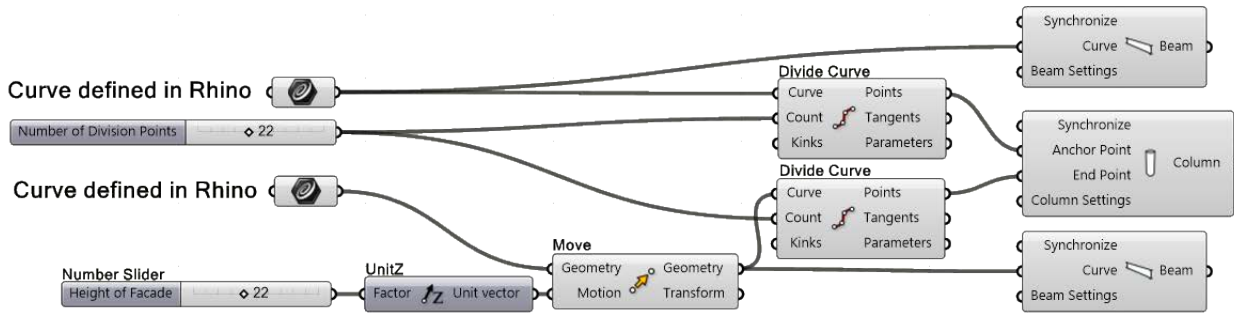 Synchronize
Curve Beam
Beam Settings
Curve defined in Rhino
Number of Division Points 22
Divide Curve
Curve Points
Count Tangents
Kinks Parameters
Synchronize
Anchor Point
End Point
Column
Column Settings
Curve defined in Rhino
Divide Curve
Curve Points
Count Tangents
Kinks Parameters
Number Slider
Height of Facade 22
UnitZ
Factor Z Unit vector
Move
Geometry Geometry
Motion Transform
Synchronize
Curve Beam
Beam Settings